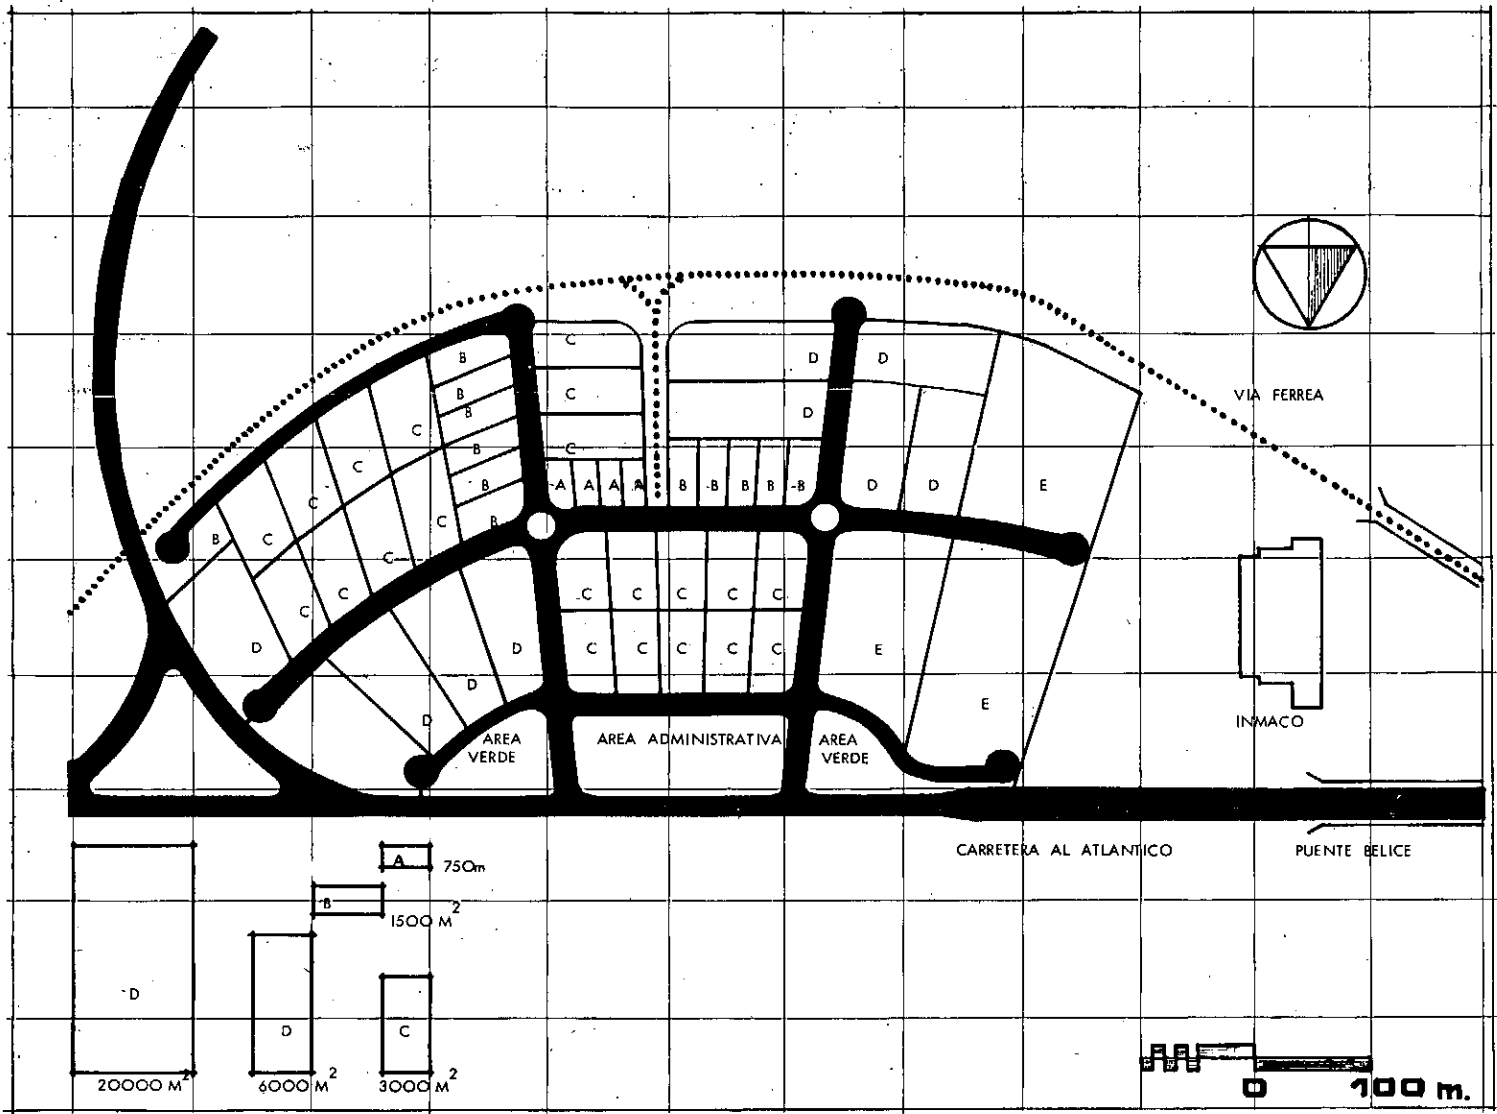 C
B
D
D
B
C
D
B
C
C
C
B
C
A
A
A
A
B
B
B
B
B
D
D
E
C
B
C
B
B
C
C
C
C
C
C
C
C
C
D
D
C
C
C
C
C
E
D
D
E
VIA FERREA
INMACO
AREA
VERDE
AREA ADMINISTRATIVA
AREA
VERDE
CARRETERA AL ATLANTICO
PUENTE BELICE
A
750m
B
1500 M2
D
20000 M2
D
6000 M2
C
3000 M2
0 100 m.